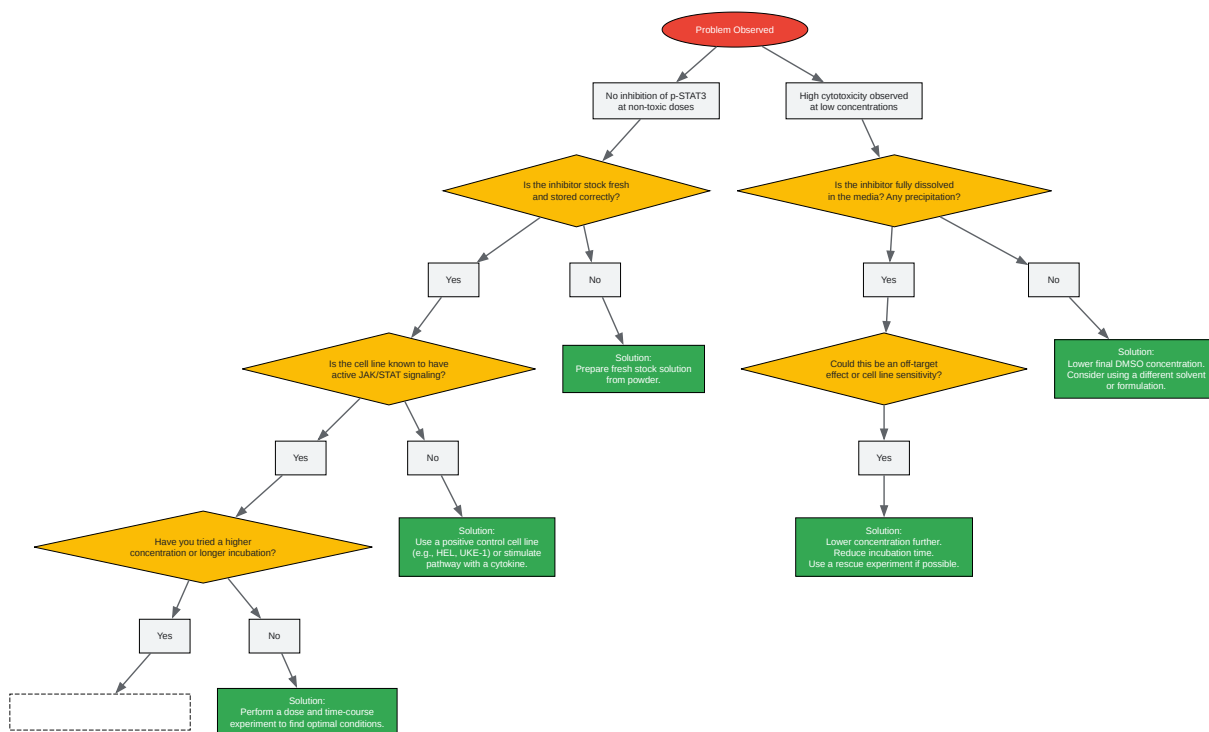 Problem Observed
No inhibition of p-STAT3
at non-toxic doses
High cytotoxicity observed
at low concentrations
Is the inhibitor stock fresh
and stored correctly?
Is the inhibitor fully dissolved
in the media? Any precipitation?
Yes
No
Yes
No
Is the cell line known to have
active JAK/STAT signaling?
Solution:
Prepare fresh stock solution
from powder.
Could this be an off-target
effect or cell line sensitivity?
Solution:
Lower final DMSO concentration.
Consider using a different solvent
or formulation.
Yes
No
Yes
Have you tried a higher
concentration or longer incubation?
Solution:
Use a positive control cell line
(e.g., HEL, UKE-1) or stimulate
pathway with a cytokine.
Solution:
Lower concentration further.
Reduce incubation time.
Use a rescue experiment if possible.
Yes
No
Solution:
Perform a dose and time-course
experiment to find optimal conditions.